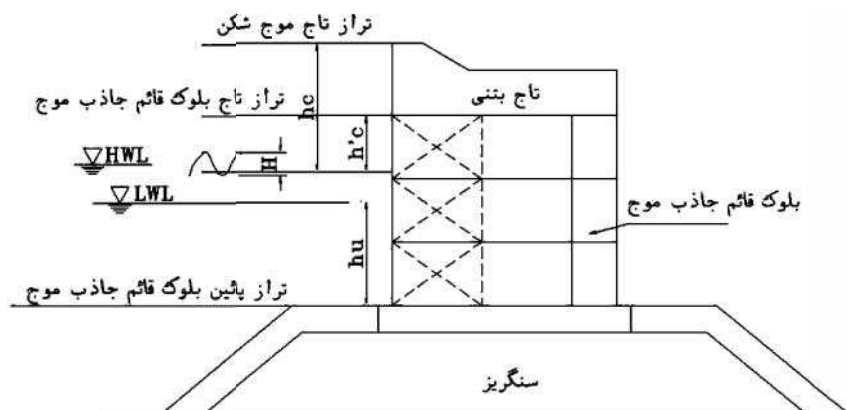 تراز تاج موج شکن
تاج بتنی
تراز تاج بلوک قائم جاذب موج
hc
h'c
HWL
H
LWL
بلوک قائم جاذب موج
hu
تراز پائین بلوک قائم جاذب موج
سنگریز